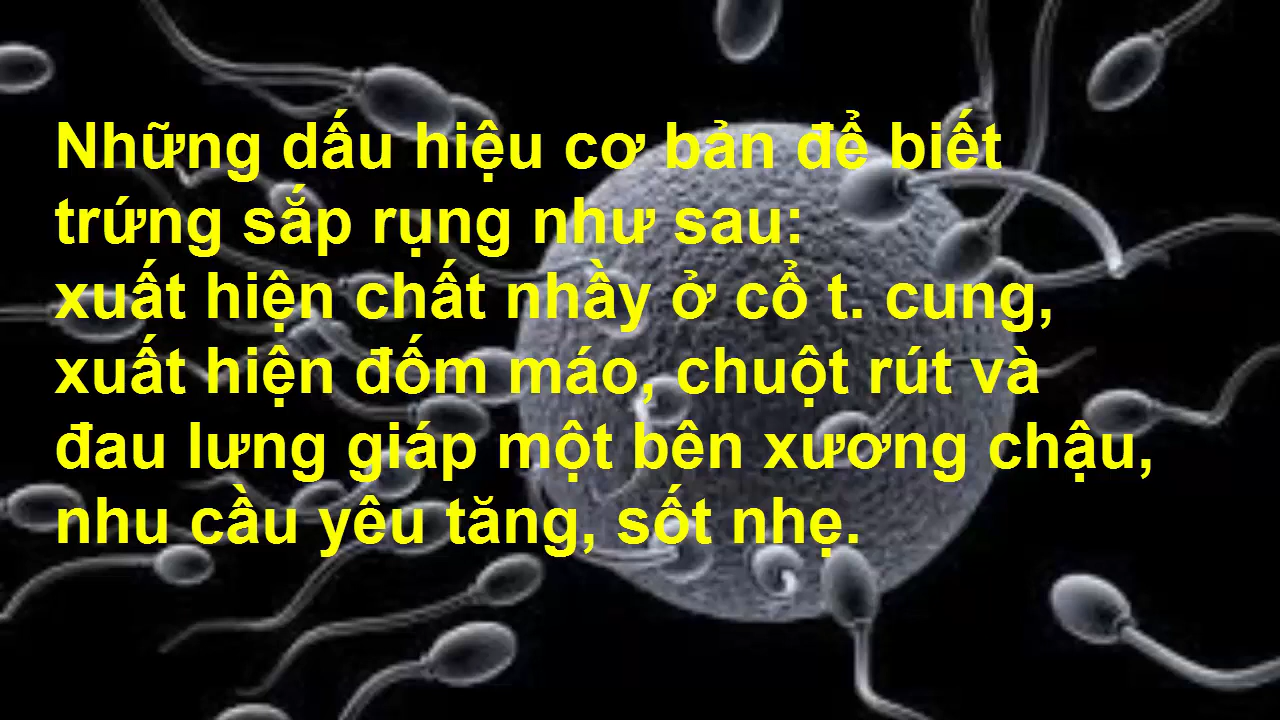 Những dấu hiệu cơ bản để biết
trứng sắp rụng như sau:
xuất hiện chất nhầy ở cổ t. cung,
xuất hiện đốm máo, chuột rút và
đau lưng giáp một bên xương chậu,
nhu cầu yêu tăng, sốt nhẹ.